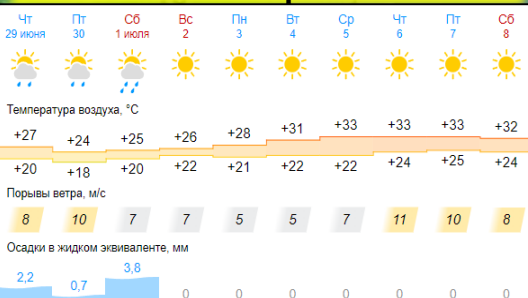 Чт Пт Сб Вс Пн Вт Ср Чт Пт Сб
29 июня 30 1 июля 2 3 4 5 6 7 8
Температура воздуха, °C
+27 +24 +25 +26 +28 +31 +33 +33 +33 +32
+20 +18 +20 +22 +21 +22 +22 +24 +25 +24
Порывы ветра, м/с
8 10 7 7 5 5 7 11 10 8
Осадки в жидком эквиваленте, мм
2,2 0,7 3,8 0 0 0 0 0 0 0